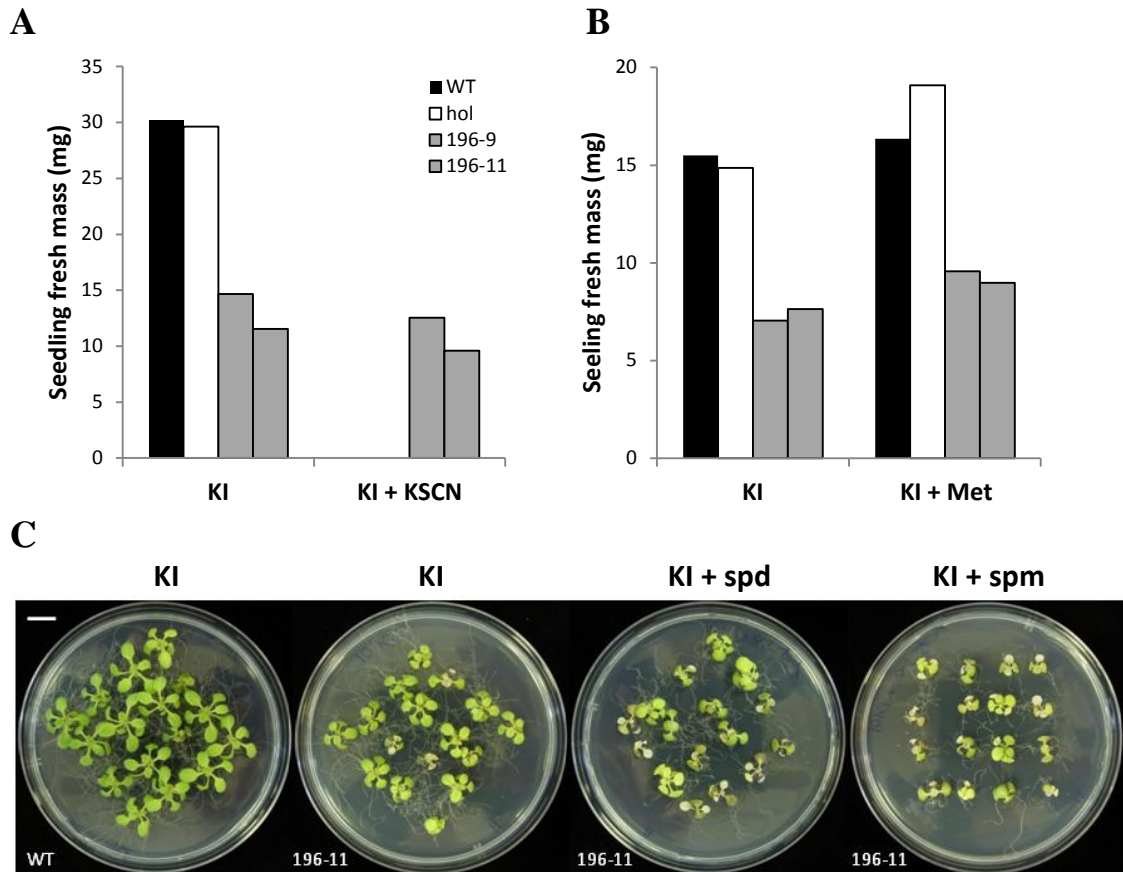 A
B
Seedling fresh mass (mg)
35
30
25
20
15
10
5
0
WT
hol
196-9
196-11
KI
KI + KSCN
Seeling fresh mass (mg)
20
15
10
5
0
KI
KI + Met
C
KI
KI
KI + spd
KI + spm
WT
196-11
196-11
196-11